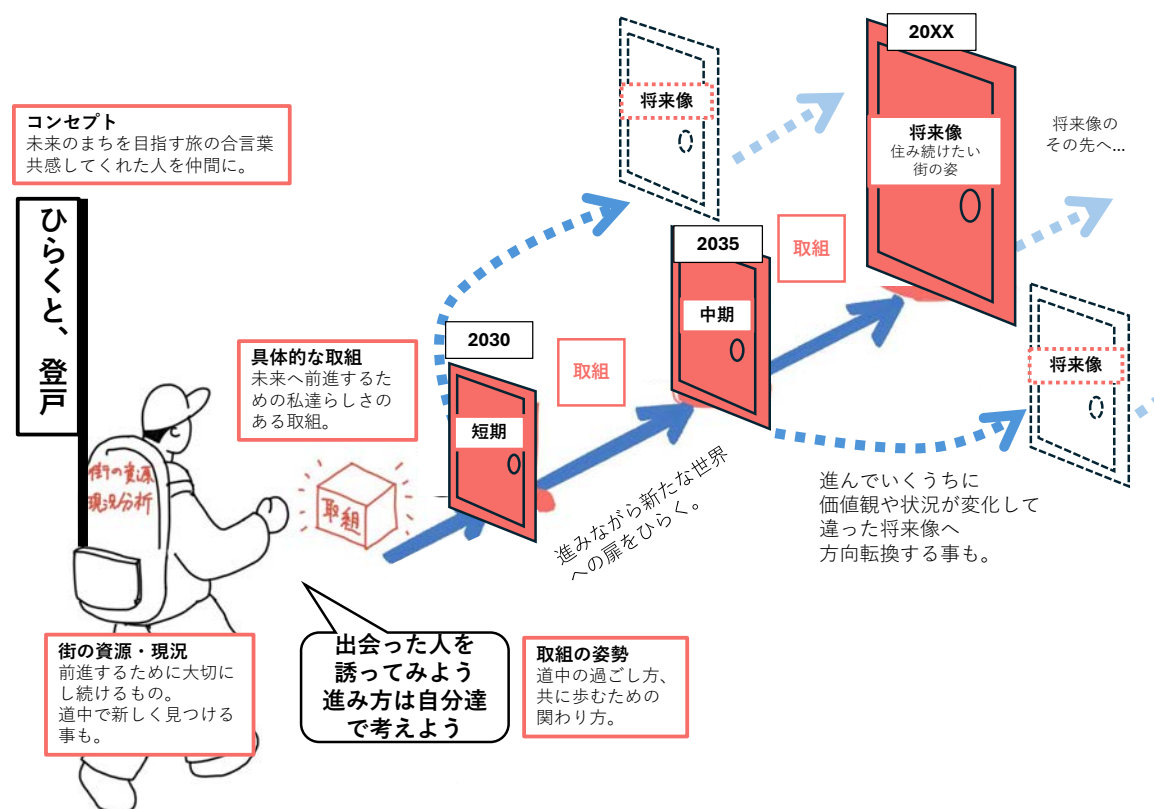 コンセプト
未来のまちを目指す旅の合言葉
共感してくれた人を仲間に。
ひらくと、登戸
街の資源
現況分析
具体的な取組
未来へ前進するた
めの私達らしさの
ある取組。
取組
2030
短期
取組
2035
中期
取組
将来像
20XX
将来像
住み続けたい
街の姿
将来像の
その先へ…
将来像
進みながら新たな世界
への扉をひらく。
進んでいくうちに
価値観や状況が変化して
違った将来像へ
方向転換する事も。
街の資源・現況
前進するために大切に
し続けるもの。
道中で新しく見つける
事も。
出会った人を
誘ってみよう
進み方は自分達
で考えよう
取組の姿勢
道中の過ごし方、
共に歩むための
関わり方。